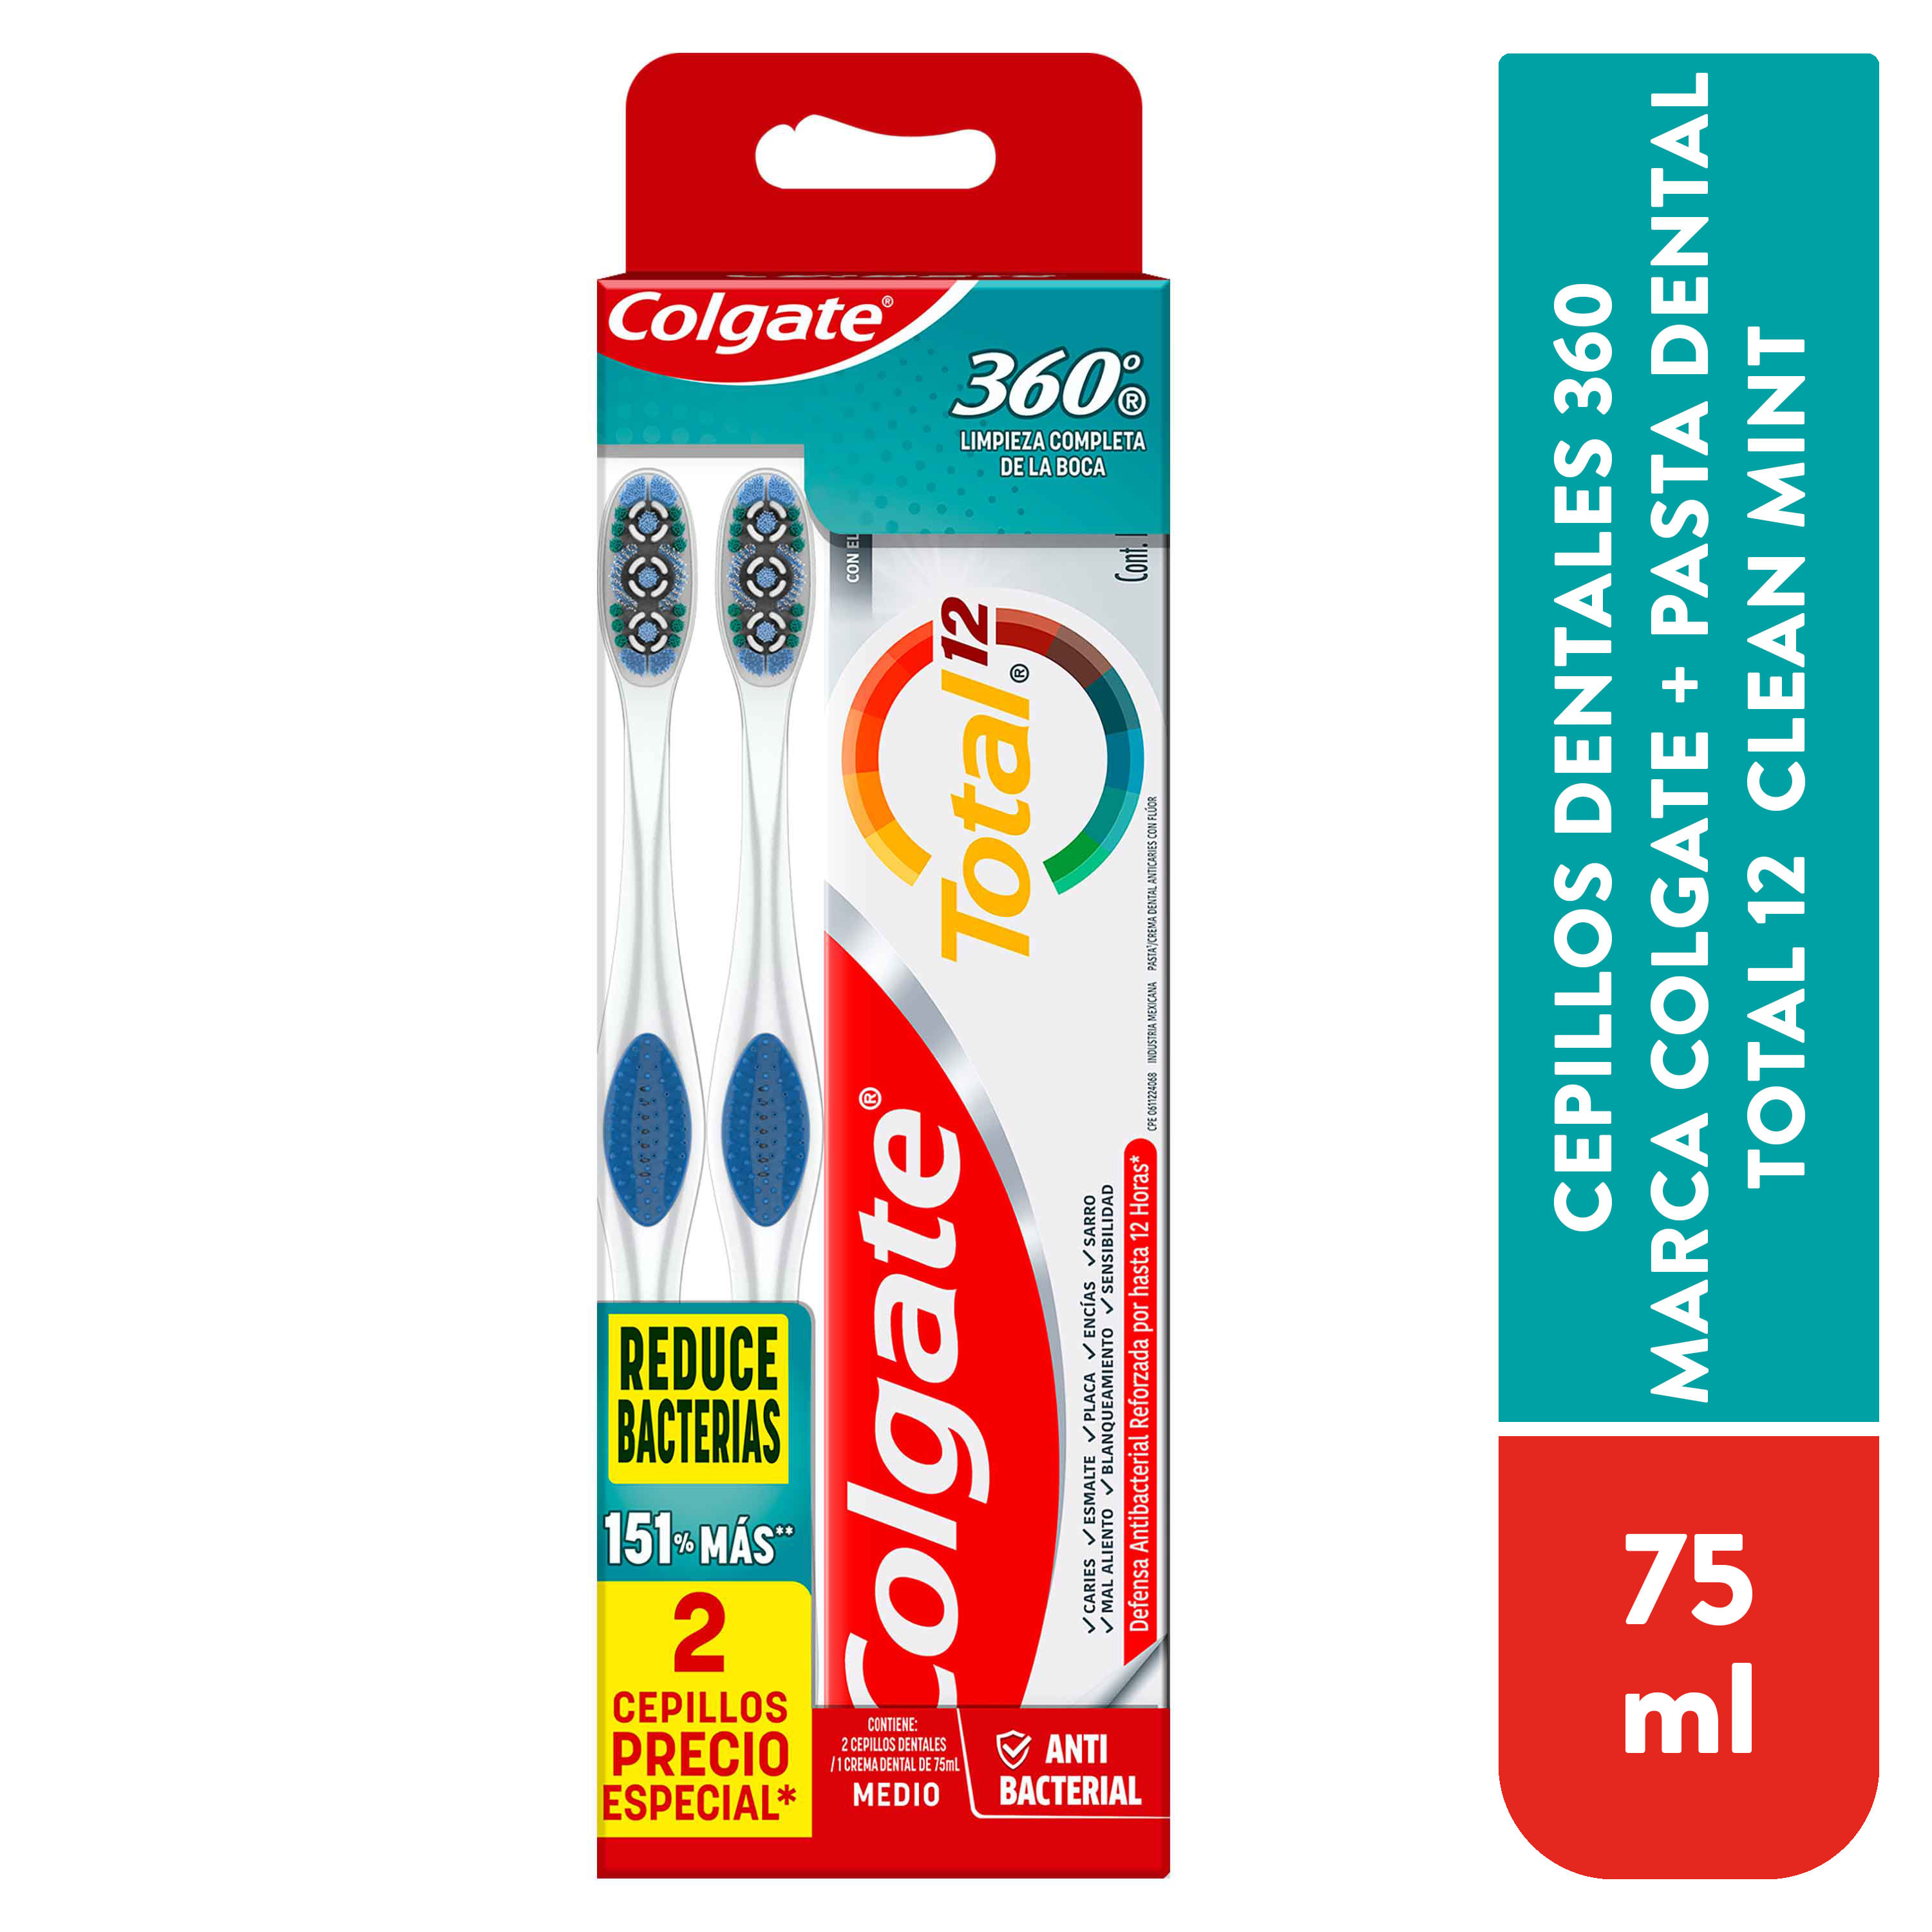 Colgate®
360°®
LIMPIEZA COMPLETA
DE LA BOCA
CON EL
Cont.
Total 12®
CPE 0611224068 INDUSTRIA MEXICANA PASTA/CREMA DENTAL ANTICARIES CON FLÚOR
Colgate®
✓CARIES ✓ESMALTE ✓PLACA ✓ENCÍAS ✓SARRO
✓MAL ALIENTO ✓BLANQUEAMIENTO ✓SENSIBILIDAD
Defensa Antibacterial Reforzada por hasta 12 Horas*
REDUCE
BACTERIAS
151% MÁS**
2
CEPILLOS
PRECIO
ESPECIAL*
CONTIENE:
2 CEPILLOS DENTALES
/ 1 CREMA DENTAL DE 75ml
MEDIO
ANTI
BACTERIAL
CEPILLOS DENTALES 360
MARCA COLGATE + PASTA DENTAL
TOTAL 12 CLEAN MINT
75
ml